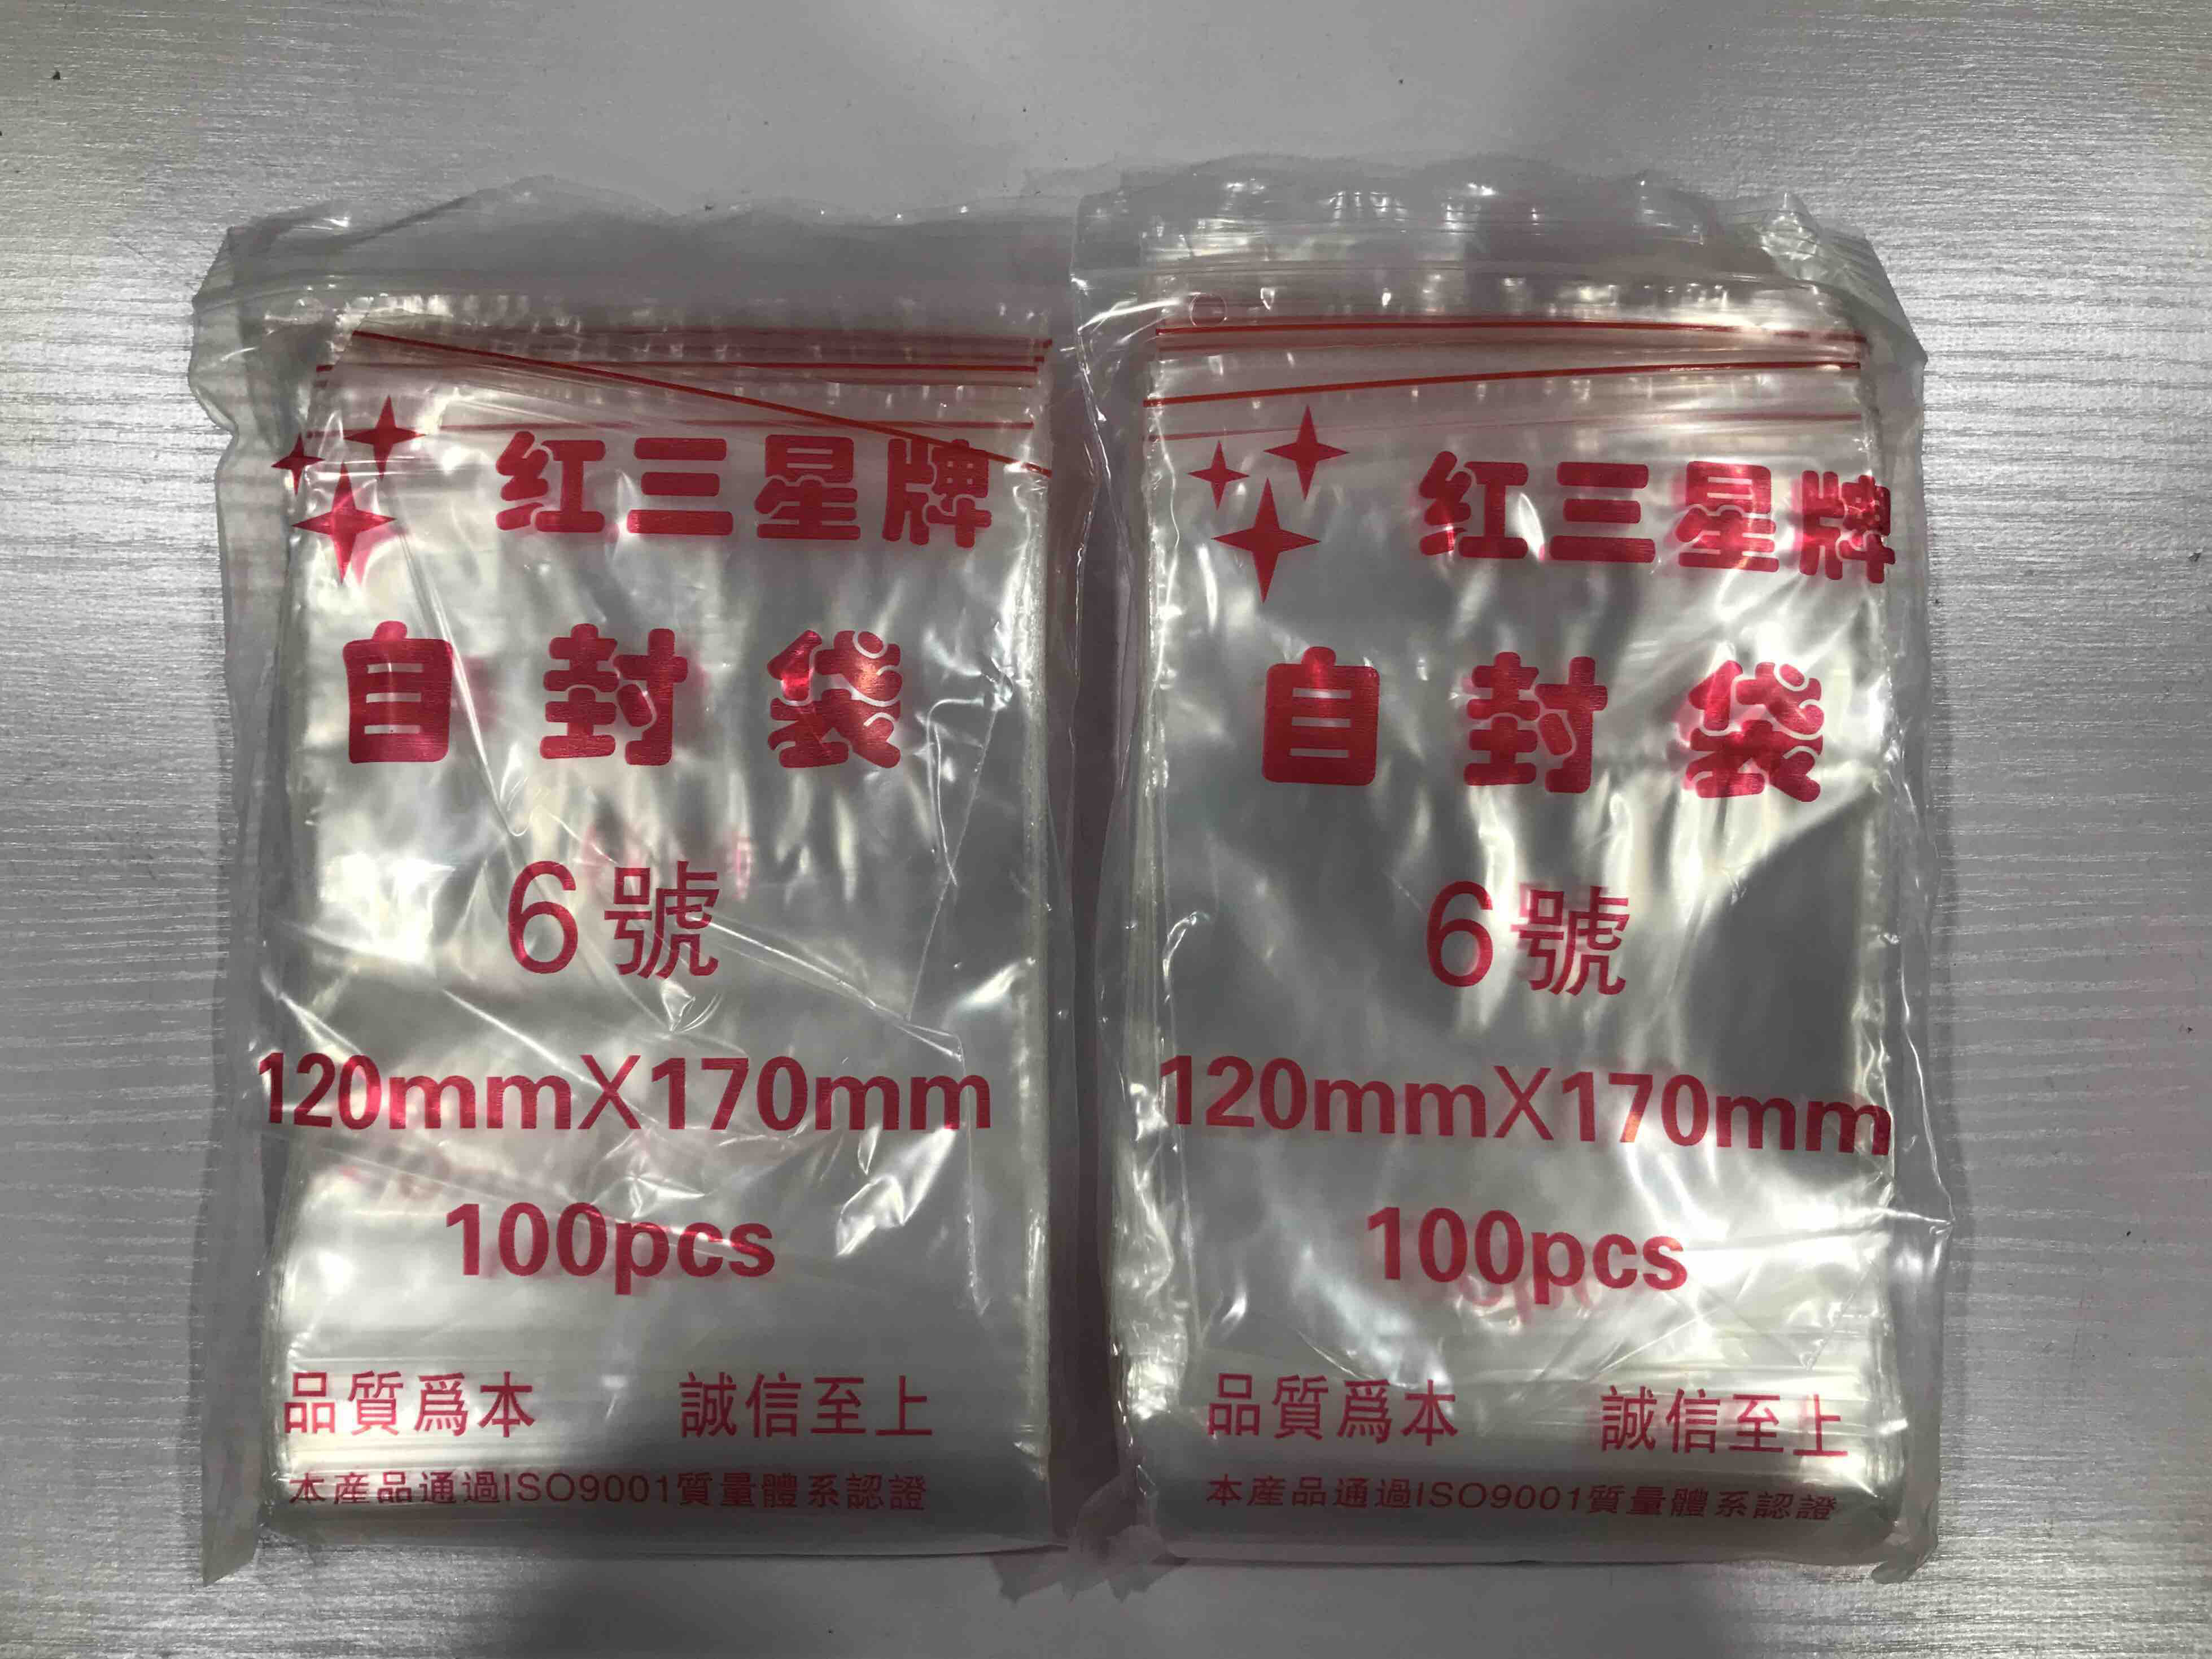 红三星牌
自封袋
6號
120mmX170mm
100pcs
品質爲本 誠信至上
本産品通過ISO9001質量體系認證
红三星牌
自封袋
6號
120mmX170mm
100pcs
品質爲本 誠信至上
本産品通過ISO9001質量體系認證